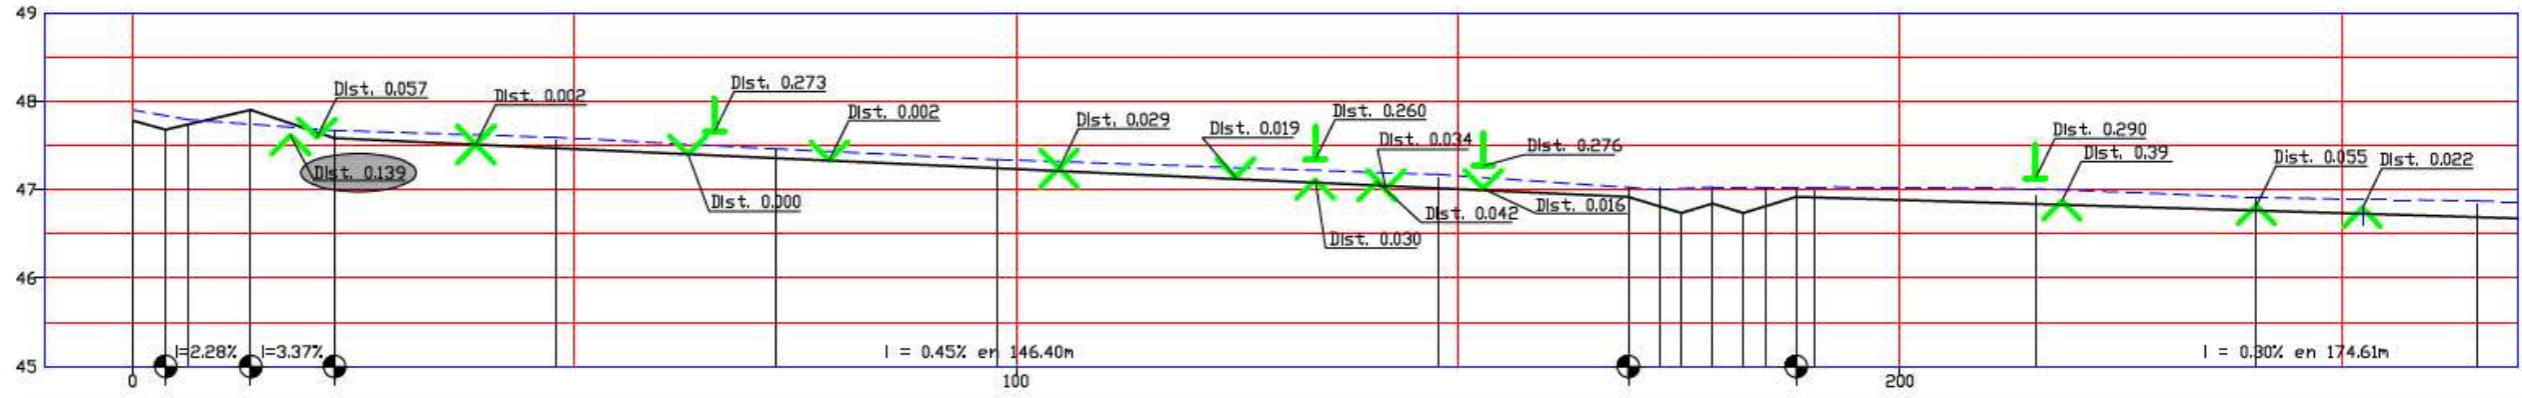 49
DIst. 0.273
DIst. 0.057
DIst. 0.002
48
DIst. 0.002
DIst. 0.029
DIst. 0.019
DIst. 0.260
DIst. 0.034
DIst. 0.276
DIst. 0.290
DIst. 0.39
DIst. 0.055
DIst. 0.022
DIst. 0.139
47
DIst. 0.000
DIst. 0.042
DIst. 0.016
DIst. 0.030
46
I=2.28%
I=3.37%
I = 0.45% en 146.40m
I = 0.30% en 174.61m
45
0
100
200